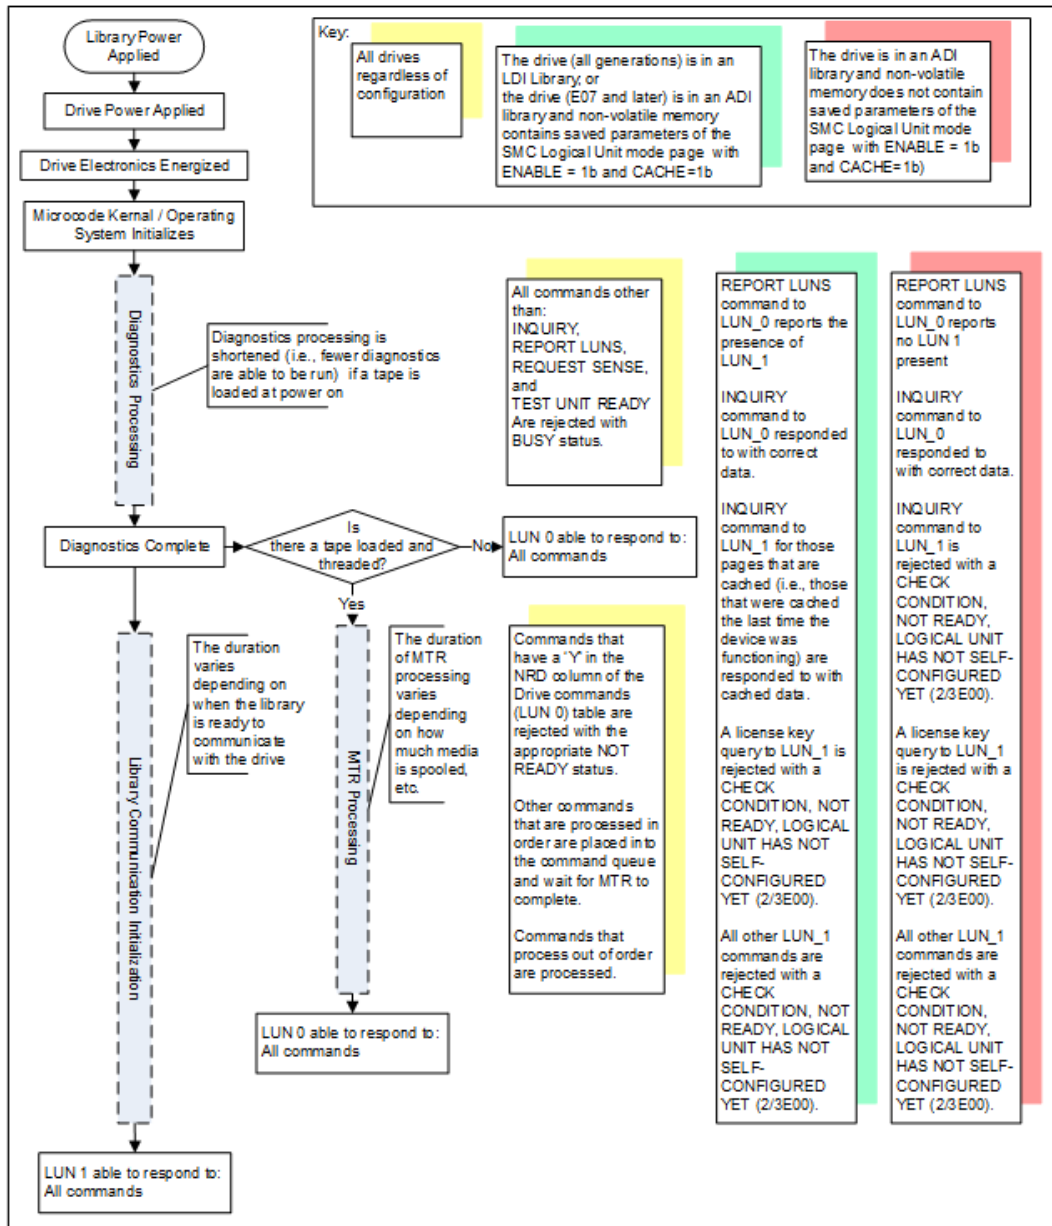 Library Power
Applied
Drive Power Applied
Drive Electronics Energized
Microcode Kernal / Operating
System Initializes
Key:
All drives
regardless of
configuration
The drive (all generations) is in an
LDI Library; or
the drive (E07 and later) is in an ADI
library and non-volatile memory
contains saved parameters of the
SMC Logical Unit mode page with
ENABLE = 1b and CACHE=1b
The drive is in an ADI
library and non-volatile
memory does not contain
saved parameters of the
SMC Logical Unit mode
page with ENABLE = 1b
and CACHE=1b)
Diagnostics Processing
Diagnostics processing is
shortened (i.e., fewer diagnostics
are able to be run) if a tape is
loaded at power on
All commands other
than:
INQUIRY,
REPORT LUNS,
REQUEST SENSE,
and
TEST UNIT READY
Are rejected with
BUSY status.
Diagnostics Complete
Is
there a tape loaded and
threaded?
No
Yes
LUN 0 able to respond to:
All commands
Library Communication Initialization
The duration
varies
depending on
when the library
is ready to
communicate
with the drive
MTR Processing
The duration
of MTR
processing
varies
depending
on how
much media
is spooled,
etc.
Commands that
have a 'Y' in the
NRD column of the
Drive commands
(LUN 0) table are
rejected with the
appropriate NOT
READY status.
Other commands
that are processed in
order are placed into
the command queue
and wait for MTR to
complete.
Commands that
process out of order
are processed.
LUN 0 able to respond to:
All commands
LUN 1 able to respond to:
All commands
REPORT LUNS
command to
LUN_0 reports the
presence of
LUN_1
INQUIRY
command to
LUN_0 responded
to with correct
data.
INQUIRY
command to
LUN_1 for those
pages that are
cached (i.e., those
that were cached
the last time the
device was
functioning) are
responded to with
cached data.
A license key
query to LUN_1 is
rejected with a
CHECK
CONDITION, NOT
READY, LOGICAL
UNIT HAS NOT
SELF-
CONFIGURED
YET (2/3E00).
All other LUN_1
commands are
rejected with a
CHECK
CONDITION, NOT
READY, LOGICAL
UNIT HAS NOT
SELF-
CONFIGURED
YET (2/3E00).
REPORT LUNS
command to
LUN_0 reports
no LUN 1
present
INQUIRY
command to
LUN_0
responded to
with correct data.
INQUIRY
command to
LUN_1 is
rejected with a
CHECK
CONDITION,
NOT READY,
LOGICAL UNIT
HAS NOT SELF-
CONFIGURED
YET (2/3E00).
A license key
query to LUN_1
is rejected with a
CHECK
CONDITION,
NOT READY,
LOGICAL UNIT
HAS NOT SELF-
CONFIGURED
YET (2/3E00).
All other LUN_1
commands are
rejected with a
CHECK
CONDITION,
NOT READY,
LOGICAL UNIT
HAS NOT SELF-
CONFIGURED
YET (2/3E00).